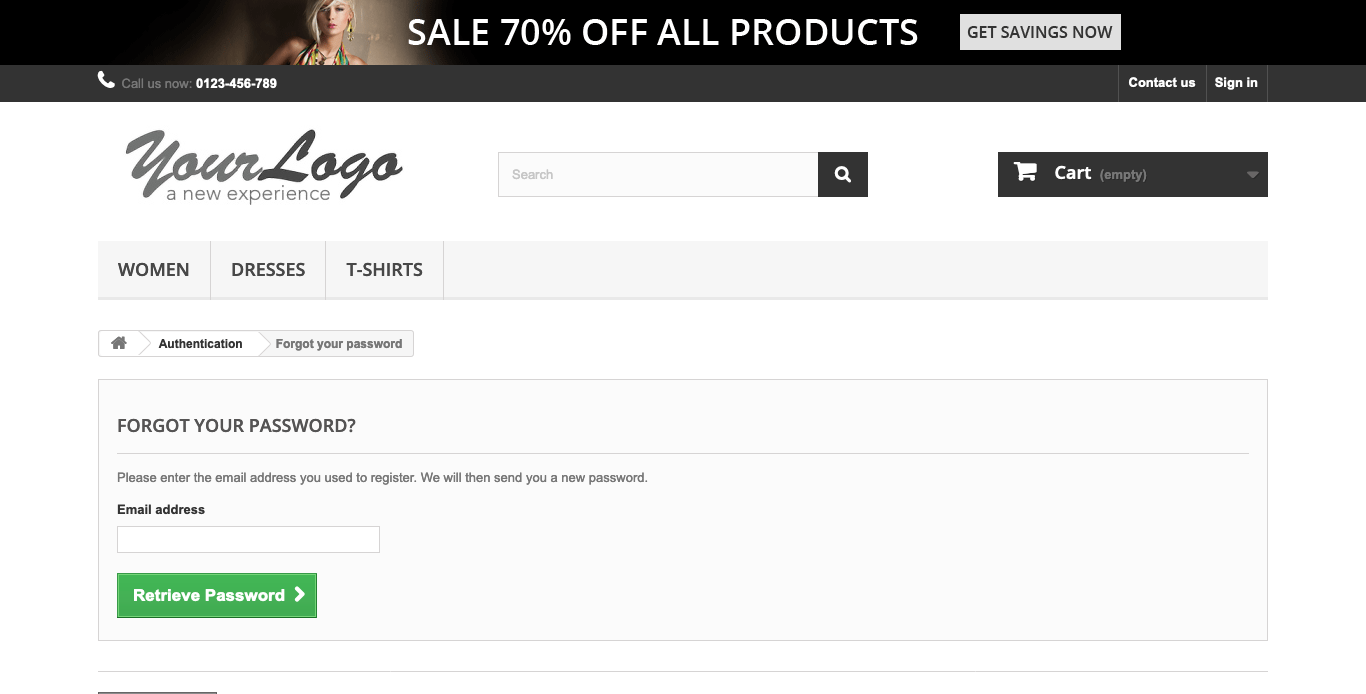 SALE 70% OFF ALL PRODUCTS GET SAVINGS NOW
Call us now: 0123-456-789 Contact us Sign in
YourLogo
a new experience
Search
Cart (empty)
WOMEN DRESSES T-SHIRTS
Authentication Forgot your password
FORGOT YOUR PASSWORD?
Please enter the email address you used to register. We will then send you a new password.
Email address
Retrieve Password